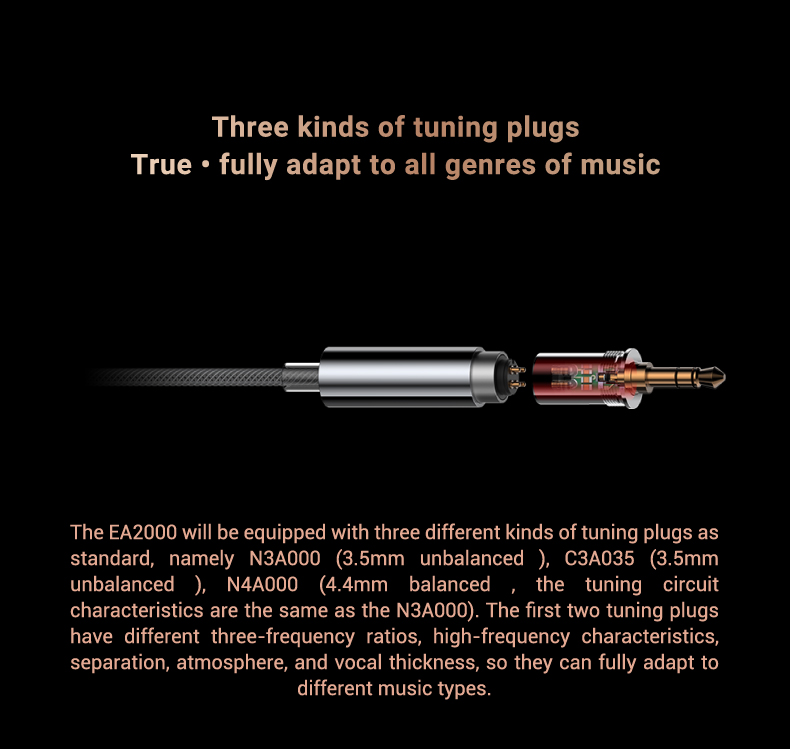 Three kinds of tuning plugs
True • fully adapt to all genres of music
The EA2000 will be equipped with three different kinds of tuning plugs as
standard, namely N3A000 (3.5mm unbalanced ), C3A035 (3.5mm
unbalanced ), N4A000 (4.4mm balanced , the tuning circuit
characteristics are the same as the N3A000). The first two tuning plugs
have different three-frequency ratios, high-frequency characteristics,
separation, atmosphere, and vocal thickness, so they can fully adapt to
different music types.